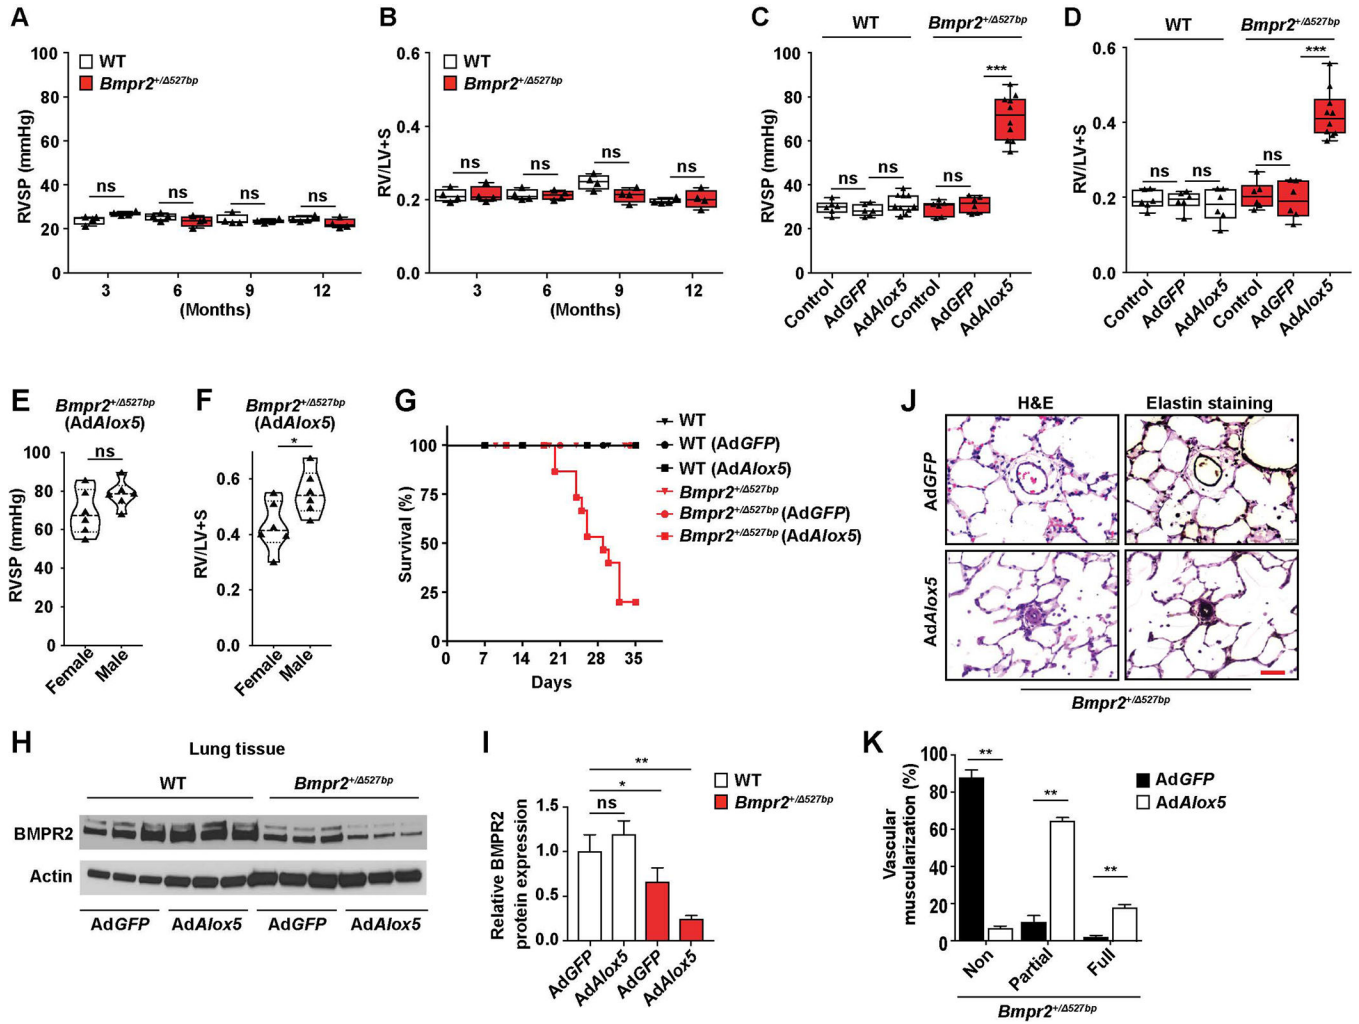 A
WT
Bmpr2+/Δ527bp
RVSP (mmHg)
100
80
60
40
20
0
ns
ns
ns
ns
3
6
9
12
(Months)
B
WT
Bmpr2+/Δ527bp
RV/LV+S
0.6
0.4
0.2
0.0
ns
ns
ns
ns
3
6
9
12
(Months)
C
WT
Bmpr2+/Δ527bp
RVSP (mmHg)
100
80
60
40
20
0
ns
ns
ns
***
Control
AdGFP
AdAlox5
Control
AdGFP
AdAlox5
D
WT
Bmpr2+/Δ527bp
RV/LV+S
0.6
0.4
0.2
0.0
ns
ns
ns
***
Control
AdGFP
AdAlox5
Control
AdGFP
AdAlox5
E
Bmpr2+/Δ527bp
(AdAlox5)
RVSP (mmHg)
100
80
60
40
20
0
ns
Female
Male
F
Bmpr2+/Δ527bp
(AdAlox5)
RV/LV+S
0.6
0.4
0.2
0.0
*
Female
Male
G
Survival (%)
100
75
50
25
0
0
7
14
21
28
35
Days
WT
WT (AdGFP)
WT (AdAlox5)
Bmpr2+/Δ527bp
Bmpr2+/Δ527bp (AdGFP)
Bmpr2+/Δ527bp (AdAlox5)
J
H&E
Elastin staining
AdGFP
AdAlox5
Bmpr2+/Δ527bp
H
Lung tissue
WT
Bmpr2+/Δ527bp
BMPR2
Actin
AdGFP
AdAlox5
AdGFP
AdAlox5
I
WT
Bmpr2+/Δ527bp
Relative BMPR2
protein expression
1.5
1.0
0.5
0.0
ns
*
**
AdGFP
AdAlox5
AdGFP
AdAlox5
K
AdGFP
AdAlox5
Vascular
muscularization (%)
100
80
60
40
20
0
**
**
**
Non
Partial
Full
Bmpr2+/Δ527bp